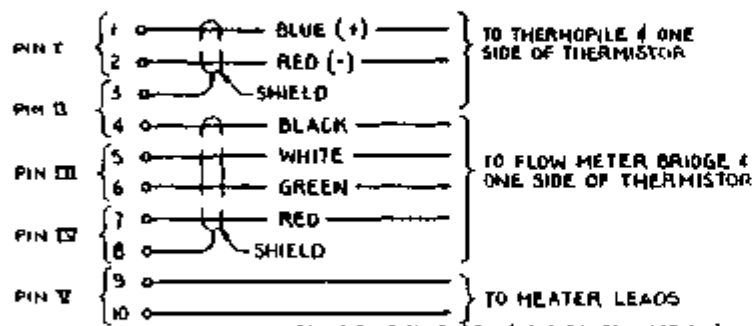 PIN I
1 BLUE (+)
2 RED (-)
3 SHIELD
TO THERMOPILE & ONE
SIDE OF THERMISTOR
PIN II
4 BLACK
PIN III
5 WHITE
6 GREEN
TO FLOW METER BRIDGE &
ONE SIDE OF THERMISTOR
PIN IV
7 RED
8 SHIELD
PIN V
9
10
TO HEATER LEADS